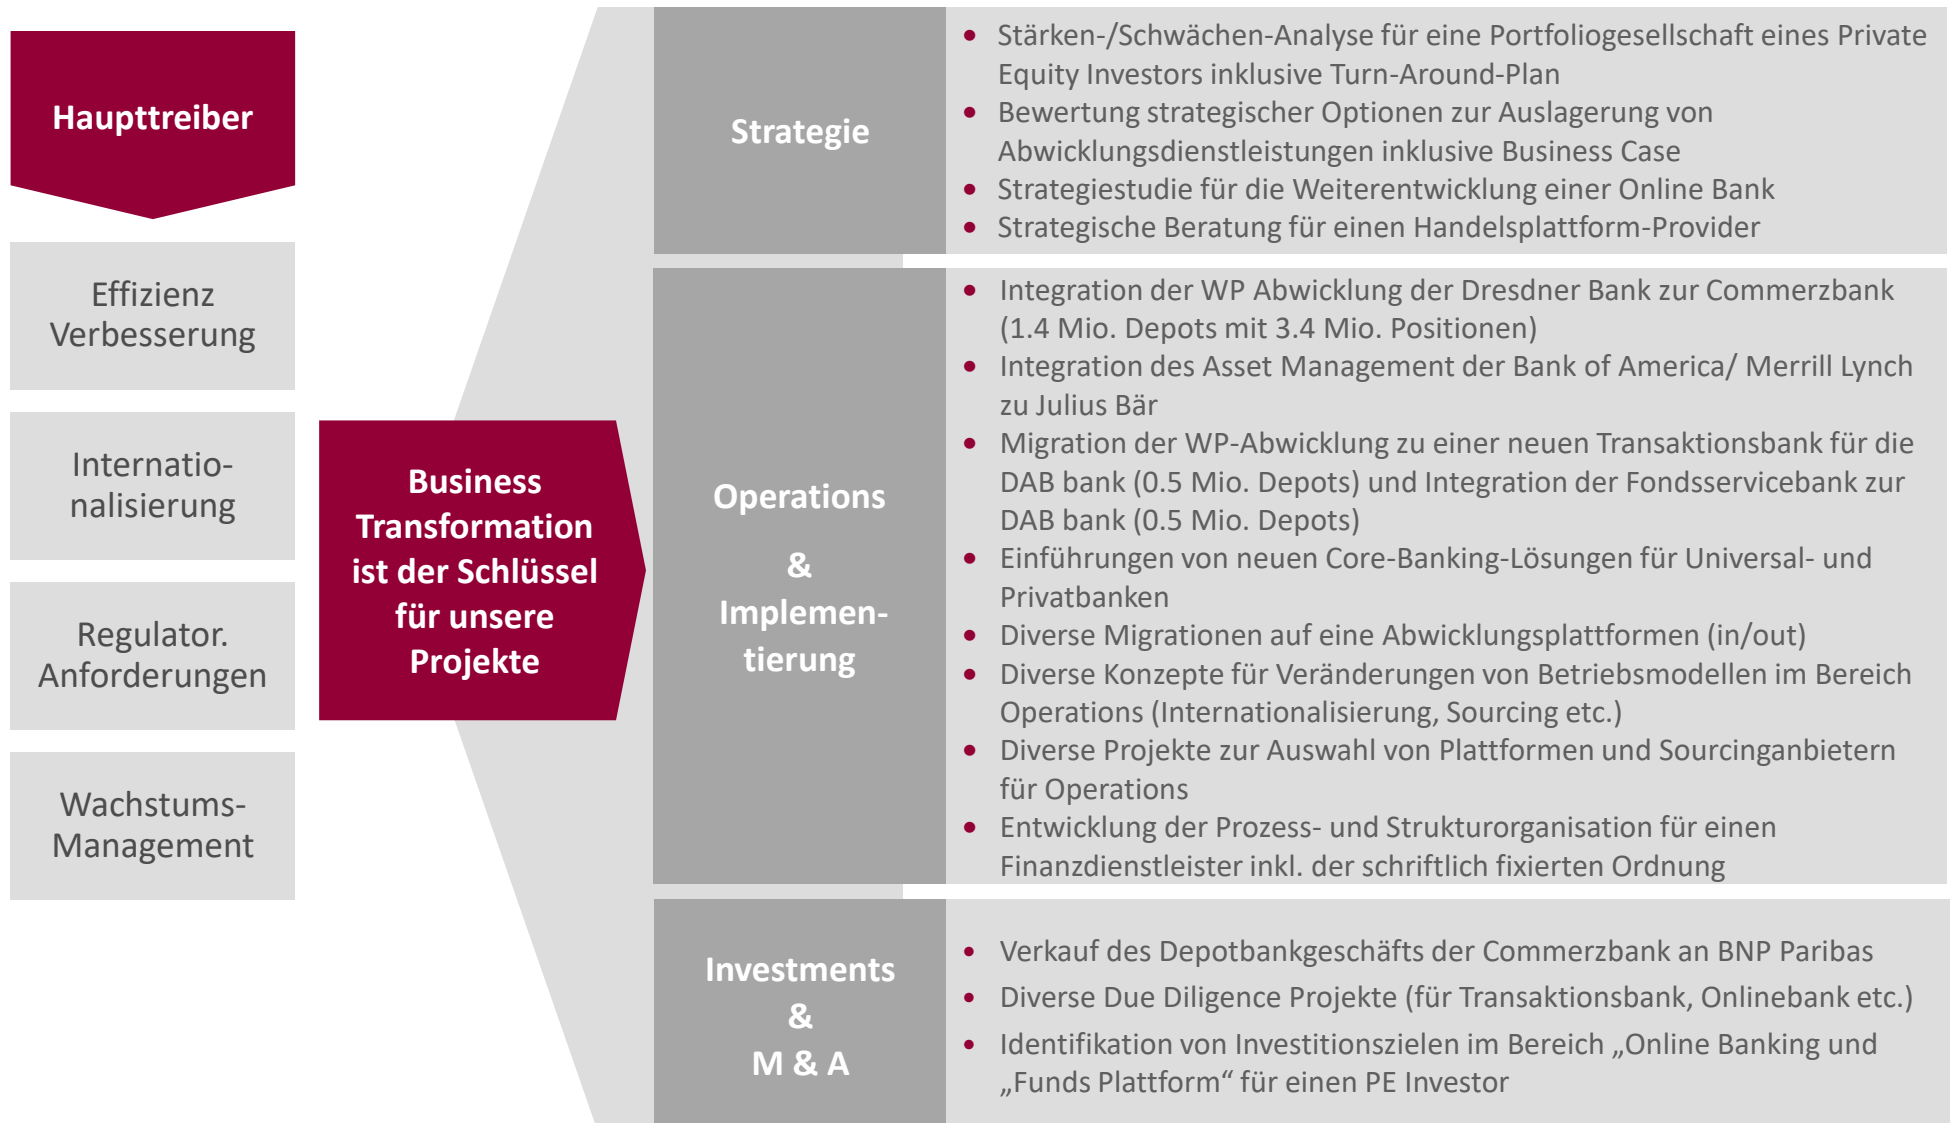 Haupttreiber
Effizienz
Verbesserung
Internatio-
nalisierung
Regulator.
Anforderungen
Wachstums-
Management
Business
Transformation
ist der Schlüssel
für unsere
Projekte
Strategie
• Stärken-/Schwächen-Analyse für eine Portfoliogesellschaft eines Private
Equity Investors inklusive Turn-Around-Plan
• Bewertung strategischer Optionen zur Auslagerung von
Abwicklungsdienstleistungen inklusive Business Case
• Strategiestudie für die Weiterentwicklung einer Online Bank
• Strategische Beratung für einen Handelsplattform-Provider
Operations
&
Implemen-
tierung
• Integration der WP Abwicklung der Dresdner Bank zur Commerzbank
(1.4 Mio. Depots mit 3.4 Mio. Positionen)
• Integration des Asset Management der Bank of America/ Merrill Lynch
zu Julius Bär
• Migration der WP-Abwicklung zu einer neuen Transaktionsbank für die
DAB bank (0.5 Mio. Depots) und Integration der Fondsservicebank zur
DAB bank (0.5 Mio. Depots)
• Einführungen von neuen Core-Banking-Lösungen für Universal- und
Privatbanken
• Diverse Migrationen auf eine Abwicklungsplattformen (in/out)
• Diverse Konzepte für Veränderungen von Betriebsmodellen im Bereich
Operations (Internationalisierung, Sourcing etc.)
• Diverse Projekte zur Auswahl von Plattformen und Sourcinganbietern
für Operations
• Entwicklung der Prozess- und Strukturorganisation für einen
Finanzdienstleister inkl. der schriftlich fixierten Ordnung
Investments
&
M & A
• Verkauf des Depotbankgeschäfts der Commerzbank an BNP Paribas
• Diverse Due Diligence Projekte (für Transaktionsbank, Onlinebank etc.)
• Identifikation von Investitionszielen im Bereich „Online Banking und
„Funds Plattform“ für einen PE Investor